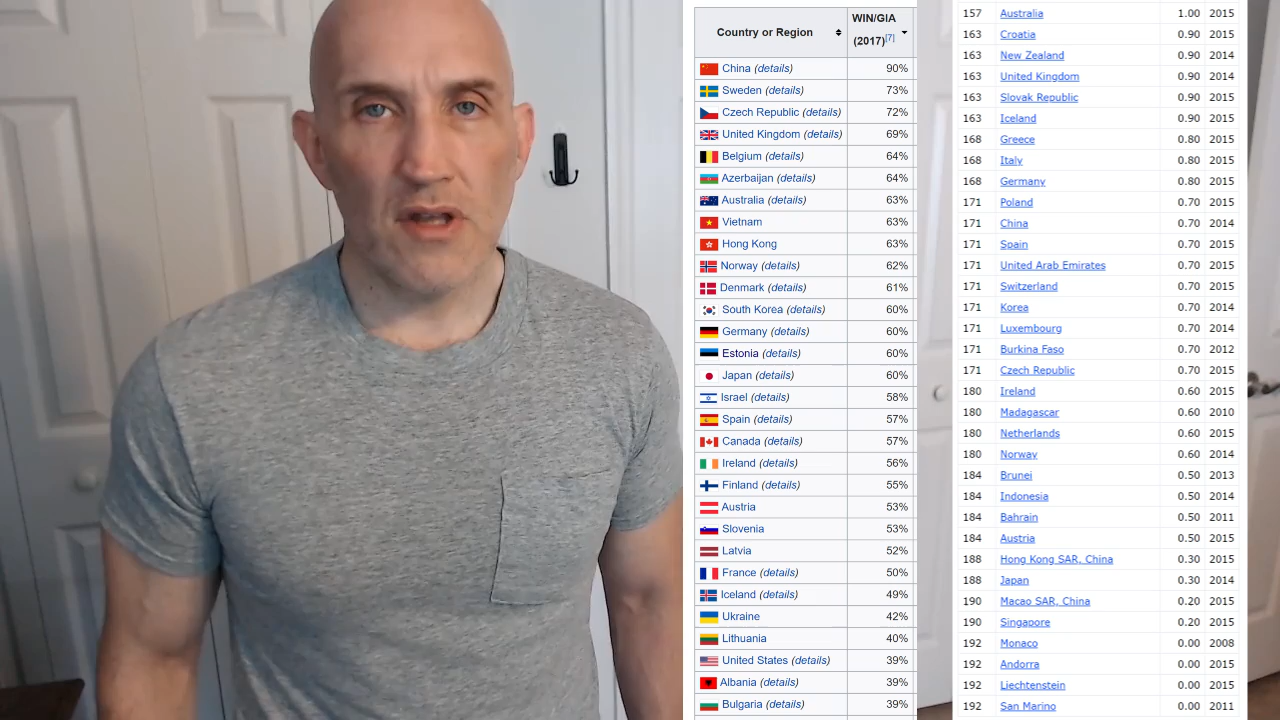 Country or Region WIN/GIA (2017)[7]
China (details) 90%
Sweden (details) 73%
Czech Republic (details) 72%
United Kingdom (details) 69%
Belgium (details) 64%
Azerbaijan (details) 64%
Australia (details) 63%
Vietnam 63%
Hong Kong 63%
Norway (details) 62%
Denmark (details) 61%
South Korea (details) 60%
Germany (details) 60%
Estonia (details) 60%
Japan (details) 60%
Israel (details) 58%
Spain (details) 57%
Canada (details) 57%
Ireland (details) 56%
Finland (details) 55%
Austria 53%
Slovenia 53%
Latvia 52%
France (details) 50%
Iceland (details) 49%
Ukraine 42%
Lithuania 40%
United States (details) 39%
Albania (details) 39%
Bulgaria (details) 39%
157 Australia 1.00 2015
163 Croatia 0.90 2015
163 New Zealand 0.90 2014
163 United Kingdom 0.90 2014
163 Slovak Republic 0.90 2015
163 Iceland 0.90 2015
168 Greece 0.80 2015
168 Italy 0.80 2015
168 Germany 0.80 2015
171 Poland 0.70 2015
171 China 0.70 2014
171 Spain 0.70 2015
171 United Arab Emirates 0.70 2015
171 Switzerland 0.70 2015
171 Korea 0.70 2014
171 Luxembourg 0.70 2014
171 Burkina Faso 0.70 2012
171 Czech Republic 0.70 2015
180 Ireland 0.60 2015
180 Madagascar 0.60 2010
180 Netherlands 0.60 2015
180 Norway 0.60 2014
184 Brunei 0.50 2013
184 Indonesia 0.50 2014
184 Bahrain 0.50 2011
184 Austria 0.50 2015
188 Hong Kong SAR, China 0.30 2015
188 Japan 0.30 2014
190 Macao SAR, China 0.20 2015
190 Singapore 0.20 2015
192 Monaco 0.00 2008
192 Andorra 0.00 2015
192 Liechtenstein 0.00 2015
192 San Marino 0.00 2011